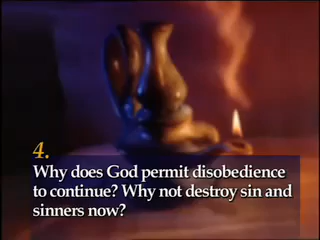 4.
Why does God permit disobedience
to continue? Why not destroy sin and
sinners now?